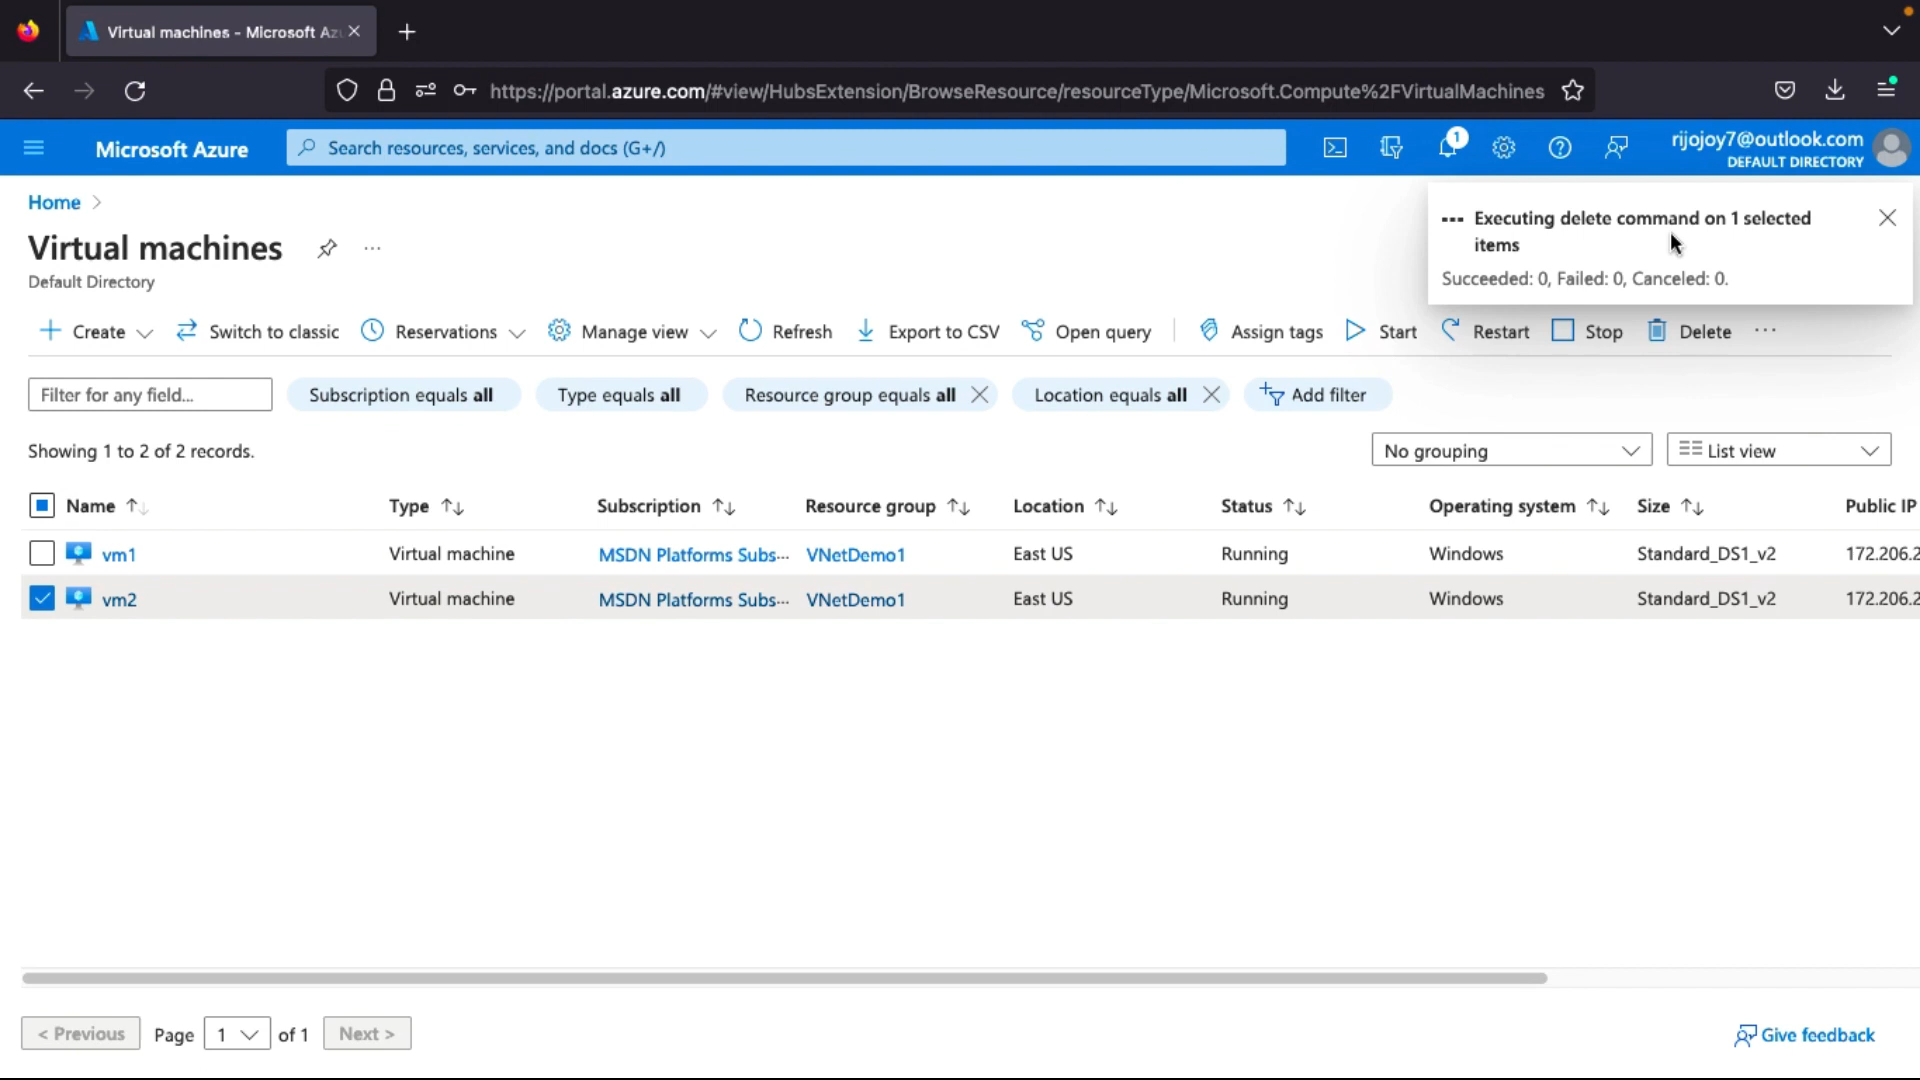 Virtual machines - Microsoft Az
https://portal.azure.com/#view/HubsExtension/BrowseResource/resourceType/Microsoft.Compute%2FVirtualMachines
Microsoft Azure
Search resources, services, and docs (G+/)
1
rijojoy7@outlook.com
DEFAULT DIRECTORY
Home
Executing delete command on 1 selected
items
Succeeded: 0, Failed: 0, Canceled: 0.
Virtual machines
Default Directory
Create Switch to classic Reservations Manage view Refresh Export to CSV Open query Assign tags Start Restart Stop Delete
Filter for any field... Subscription equals all Type equals all Resource group equals all Location equals all Add filter
Showing 1 to 2 of 2 records. No grouping List view
Name Type Subscription Resource group Location Status Operating system Size Public IP
vm1 Virtual machine MSDN Platforms Subs··· VNetDemo1 East US Running Windows Standard_DS1_v2 172.206.2
vm2 Virtual machine MSDN Platforms Subs··· VNetDemo1 East US Running Windows Standard_DS1_v2 172.206.2
< Previous Page 1 of 1 Next > Give feedback